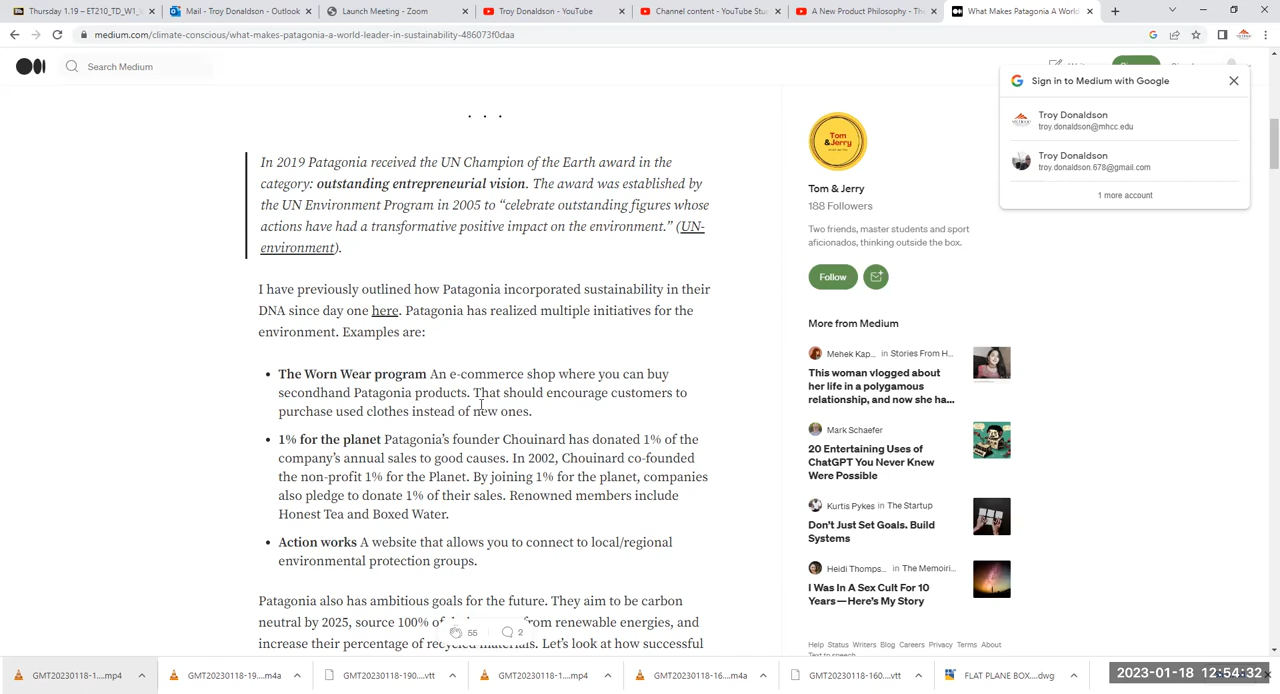 Thursday 1.19 – ET210_TD_W1_
Mail - Troy Donaldson - Outlook
Launch Meeting - Zoom
Troy Donaldson - YouTube
Channel content - YouTube Stu
A New Product Philosophy - Th
What Makes Patagonia A World
medium.com/climate-conscious/what-makes-patagonia-a-world-leader-in-sustainability-486073f0daa
Search Medium
Sign in to Medium with Google
Troy Donaldson
troy.donaldson@mhcc.edu
Troy Donaldson
troy.donaldson.678@gmail.com
1 more account
In 2019 Patagonia received the UN Champion of the Earth award in the
category: outstanding entrepreneurial vision. The award was established by
the UN Environment Program in 2005 to “celebrate outstanding figures whose
actions have had a transformative positive impact on the environment.” (UN-
environment).
I have previously outlined how Patagonia incorporated sustainability in their
DNA since day one here. Patagonia has realized multiple initiatives for the
environment. Examples are:
• The Worn Wear program An e-commerce shop where you can buy
secondhand Patagonia products. That should encourage customers to
purchase used clothes instead of new ones.
• 1% for the planet Patagonia’s founder Chouinard has donated 1% of the
company’s annual sales to good causes. In 2002, Chouinard co-founded
the non-profit 1% for the Planet. By joining 1% for the planet, companies
also pledge to donate 1% of their sales. Renowned members include
Honest Tea and Boxed Water.
• Action works A website that allows you to connect to local/regional
environmental protection groups.
Patagonia also has ambitious goals for the future. They aim to be carbon
neutral by 2025, source 100% of from renewable energies, and
increase their percentage of recycled materials. Let’s look at how successful
55
2
Tom & Jerry
Tom & Jerry
188 Followers
Two friends, master students and sport
aficionados, thinking outside the box.
Follow
More from Medium
Mehek Kap... in Stories From H...
This woman vlogged about
her life in a polygamous
relationship, and now she ha...
Mark Schaefer
20 Entertaining Uses of
ChatGPT You Never Knew
Were Possible
Kurtis Pykes in The Startup
Don’t Just Set Goals. Build
Systems
Heidi Thomps... in The Memoiri...
I Was In A Sex Cult For 10
Years—Here’s My Story
Help Status Writers Blog Careers Privacy Terms About
Text to speech
GMT20230118-1....mp4
GMT20230118-19....m4a
GMT20230118-19....vtt
GMT20230118-1....mp4
GMT20230118-16....m4a
GMT20230118-160....vtt
FLAT PLANE BOX....dwg
2023-01-18 12:54:32